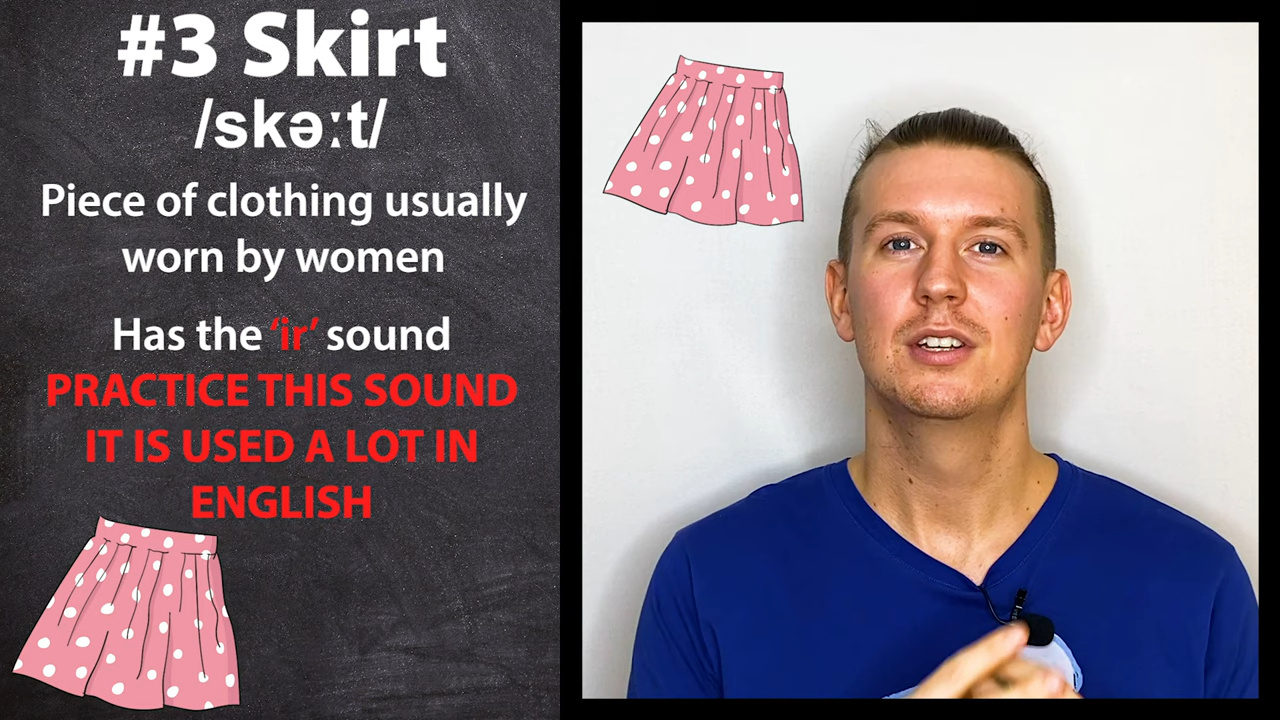 #3 Skirt
/skəːt/
Piece of clothing usually
worn by women
Has the ‘ir’ sound
PRACTICE THIS SOUND
IT IS USED A LOT IN
ENGLISH